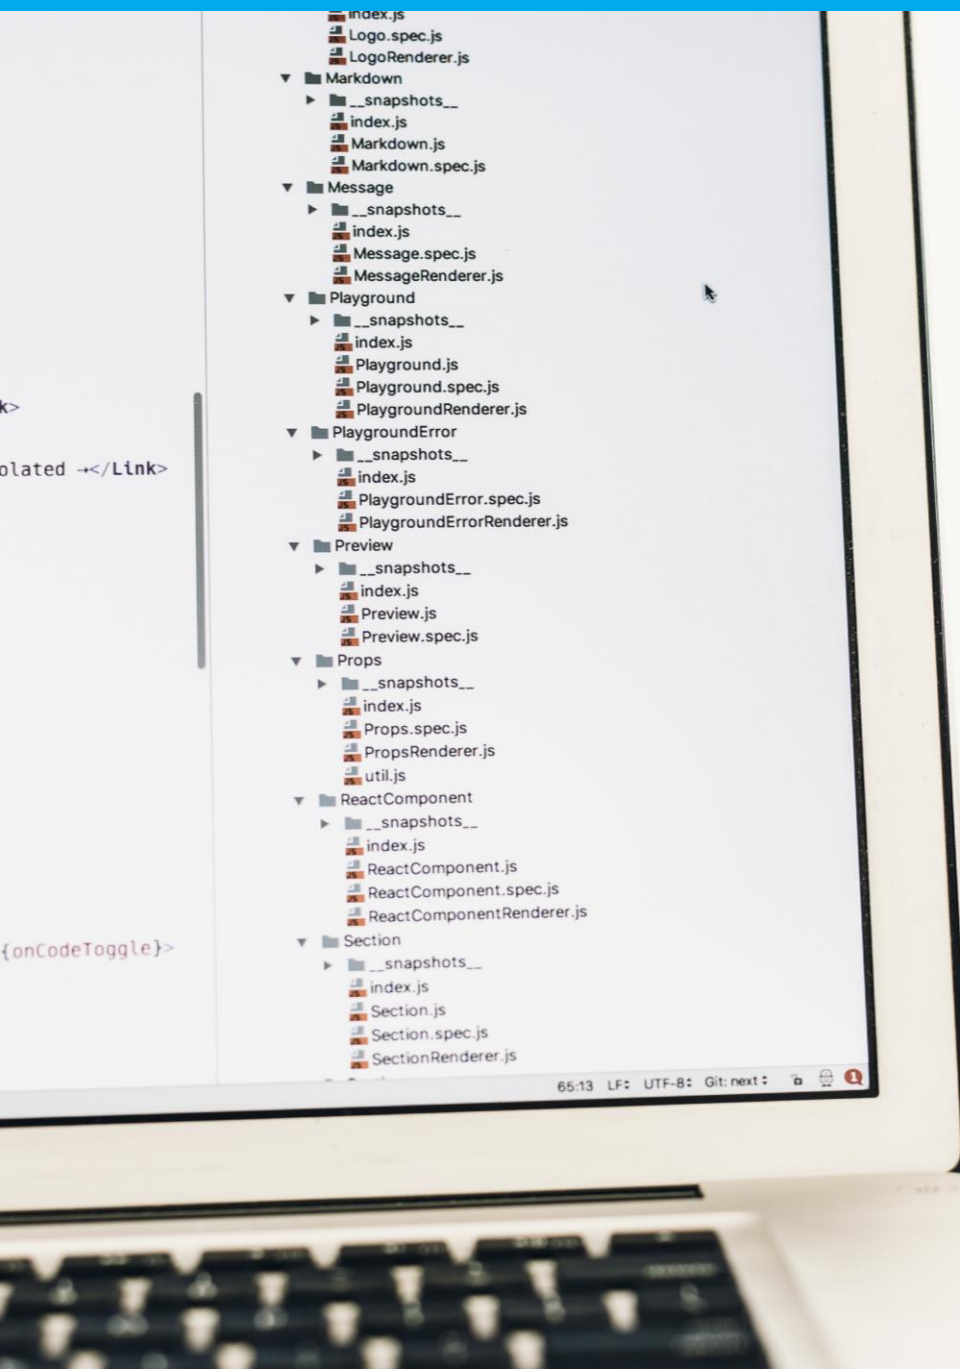 index.js
Logo.spec.js
LogoRenderer.js
Markdown
__snapshots__
index.js
Markdown.js
Markdown.spec.js
Message
__snapshots__
index.js
Message.spec.js
MessageRenderer.js
Playground
__snapshots__
index.js
Playground.js
Playground.spec.js
PlaygroundRenderer.js
k>
PlaygroundError
__snapshots__
olated →</Link>
index.js
PlaygroundError.spec.js
PlaygroundErrorRenderer.js
Preview
__snapshots__
index.js
Preview.js
Preview.spec.js
Props
__snapshots__
index.js
Props.spec.js
PropsRenderer.js
util.js
ReactComponent
__snapshots__
index.js
ReactComponent.js
ReactComponent.spec.js
ReactComponentRenderer.js
Section
{onCodeToggle}>
__snapshots__
index.js
Section.js
Section.spec.js
SectionRenderer.js
65:13 LF UTF-8 Git: next 1